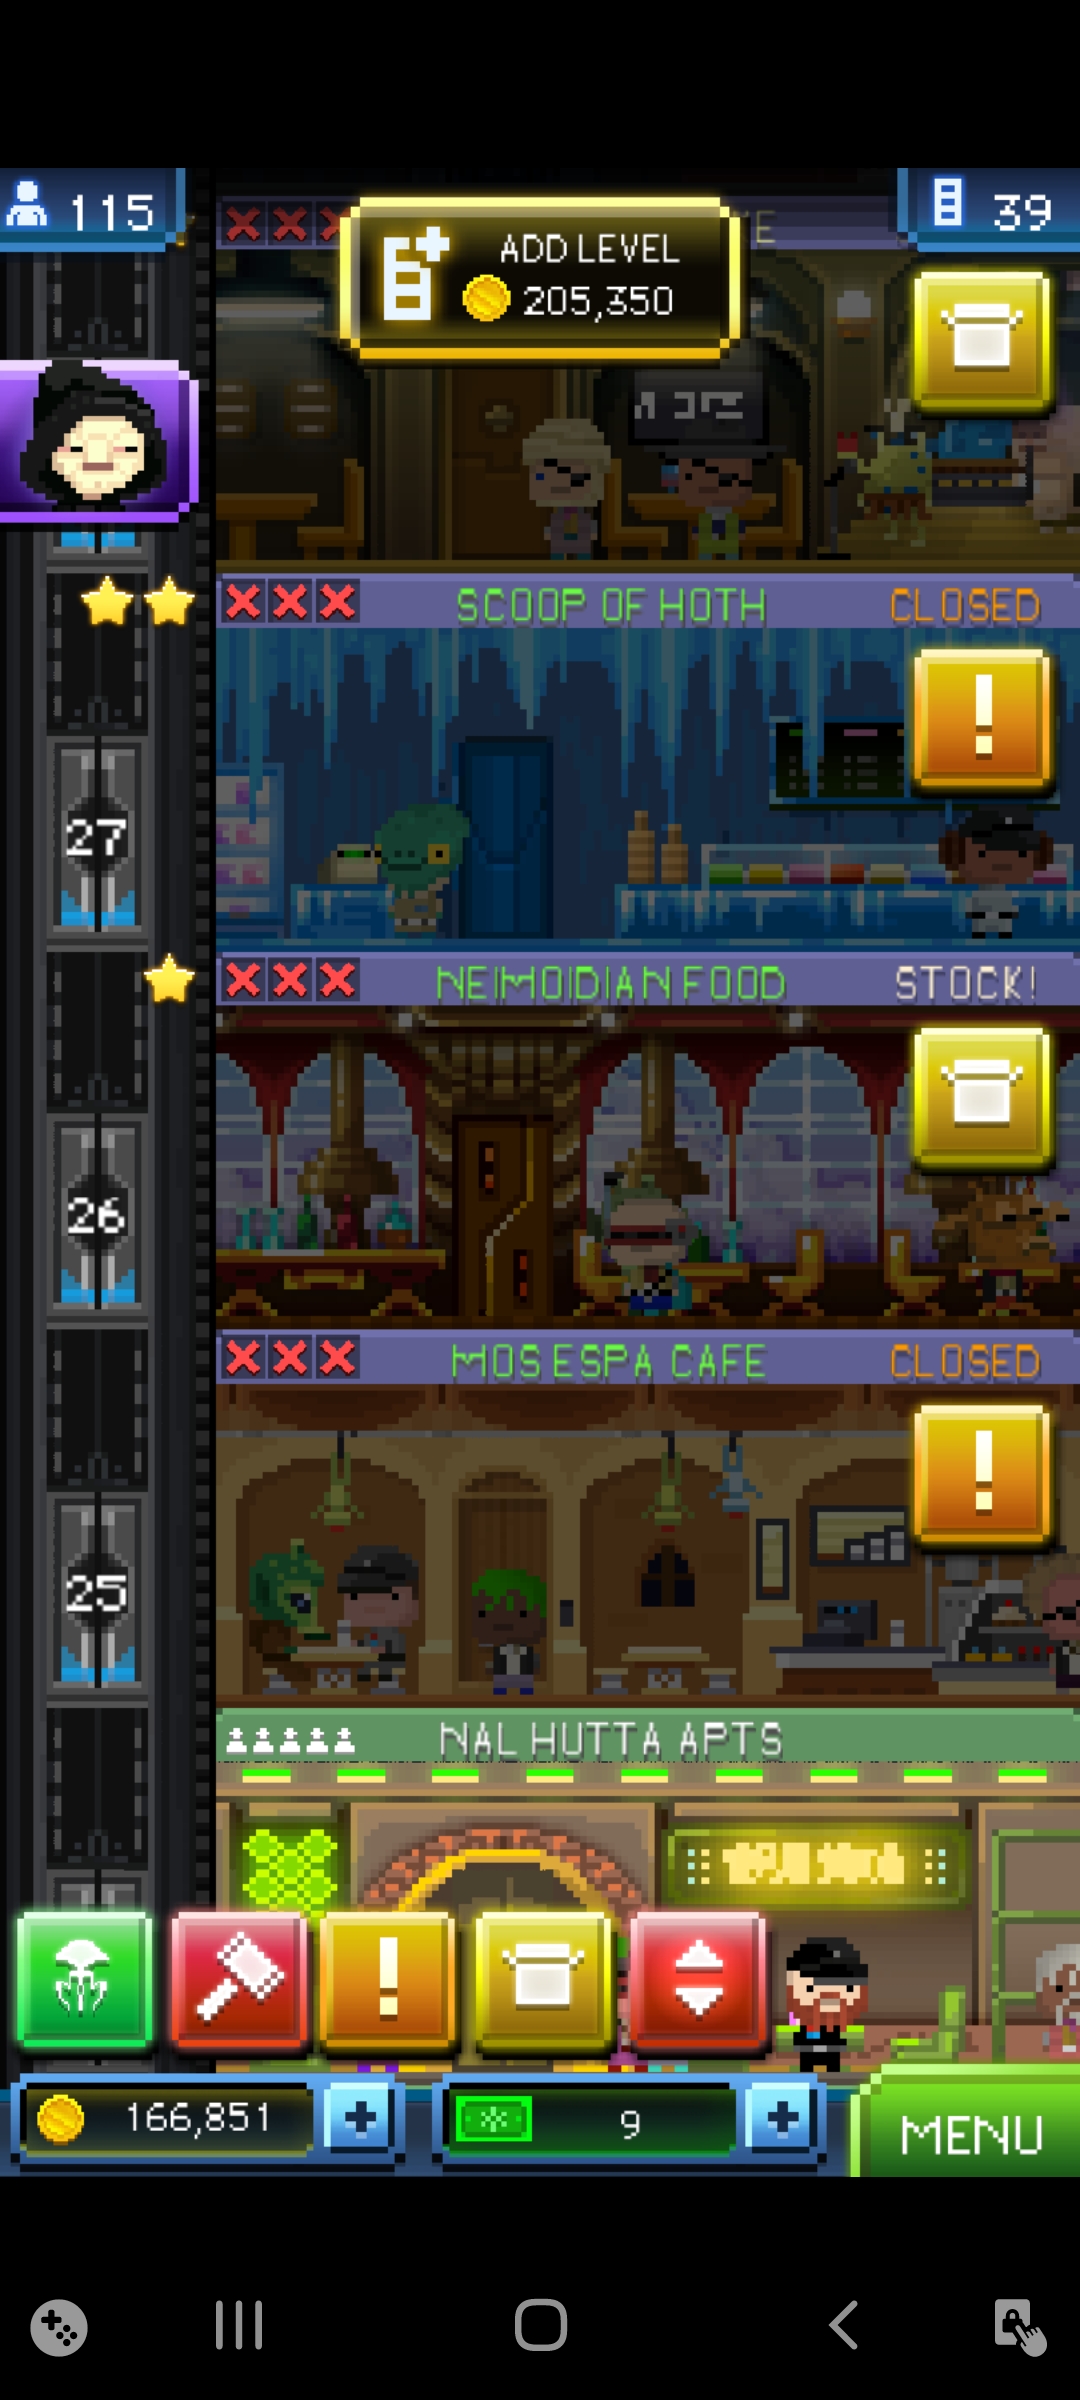 115
39
ADD LEVEL
205,350
E
SCOOP OF HOTH
CLOSED
27
NEIMOIDIAN FOOD
STOCK!
26
MOS ESPA CAFE
CLOSED
25
NAL HUTTA APTS
166,851
9
MENU